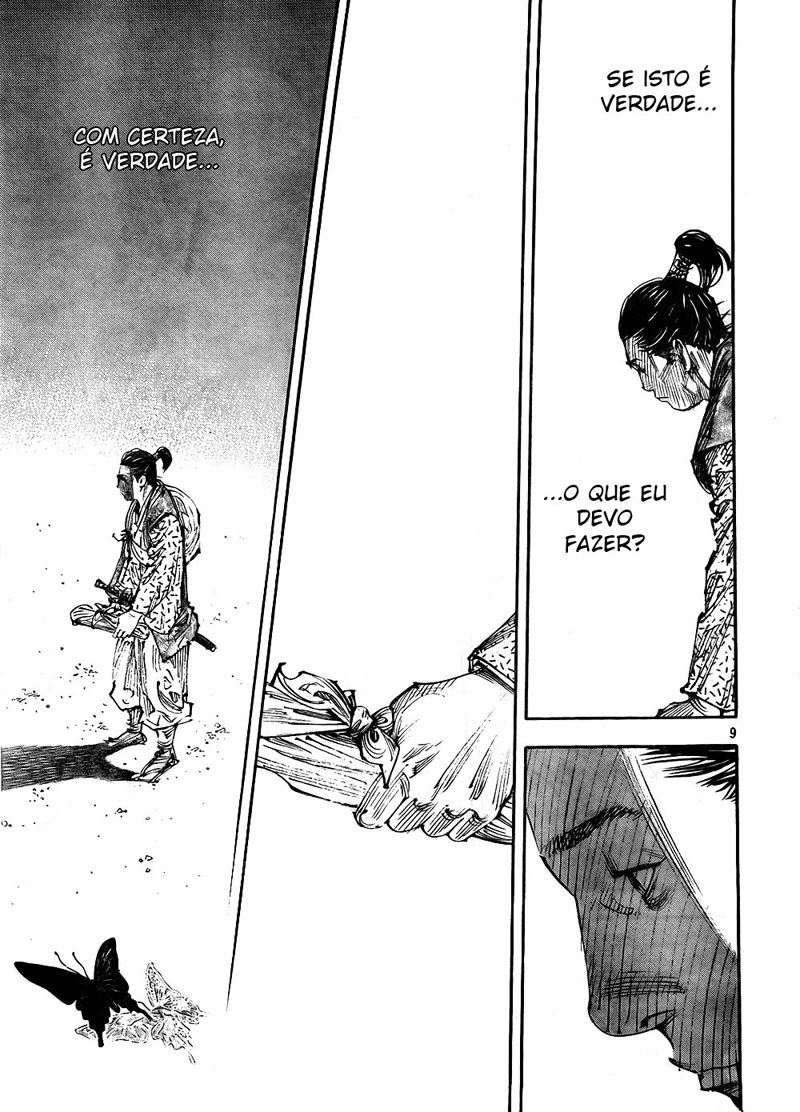 SE ISTO É
VERDADE...
...O QUE EU
DEVO
FAZER?
9
COM CERTEZA,
É VERDADE...